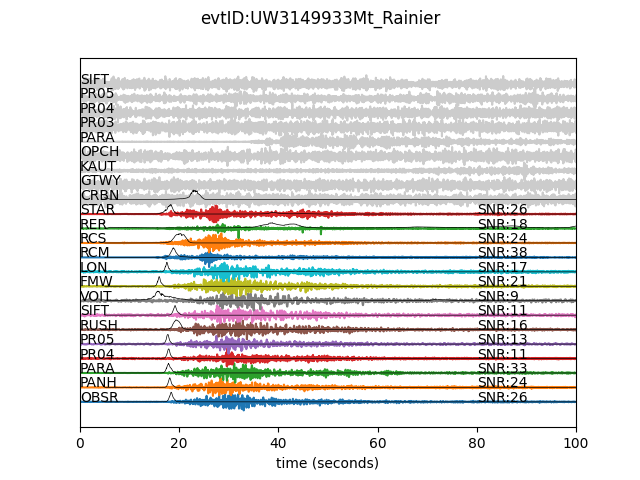 evtID:UW3149933Mt_Rainier
SIFT
PR05
PR04
PR03
PARA
OPCH
KAUT
GTWY
CRBN
STAR SNR:26
RER SNR:18
RCS SNR:24
RCM SNR:38
LON SNR:17
FMW SNR:21
VOIT SNR:9
SIFT SNR:11
RUSH SNR:16
PR05 SNR:13
PR04 SNR:11
PARA SNR:33
PANH SNR:24
OBSR SNR:26
0 20 40 60 80 100
time (seconds)